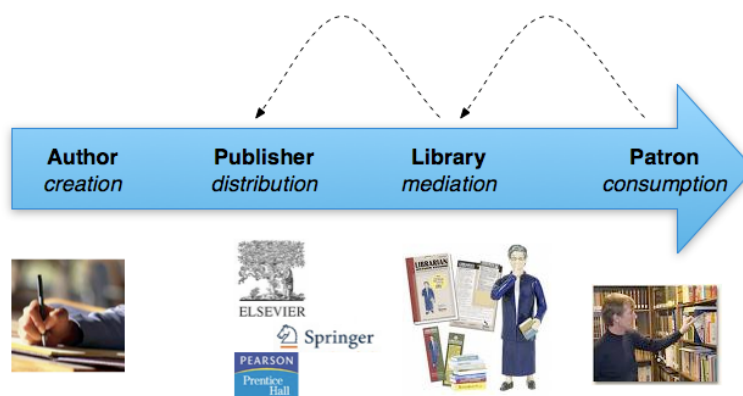 Author
creation
Publisher
distribution
Library
mediation
Patron
consumption
ELSEVIER
Springer
PEARSON
Prentice
Hall
LIBRARIAN